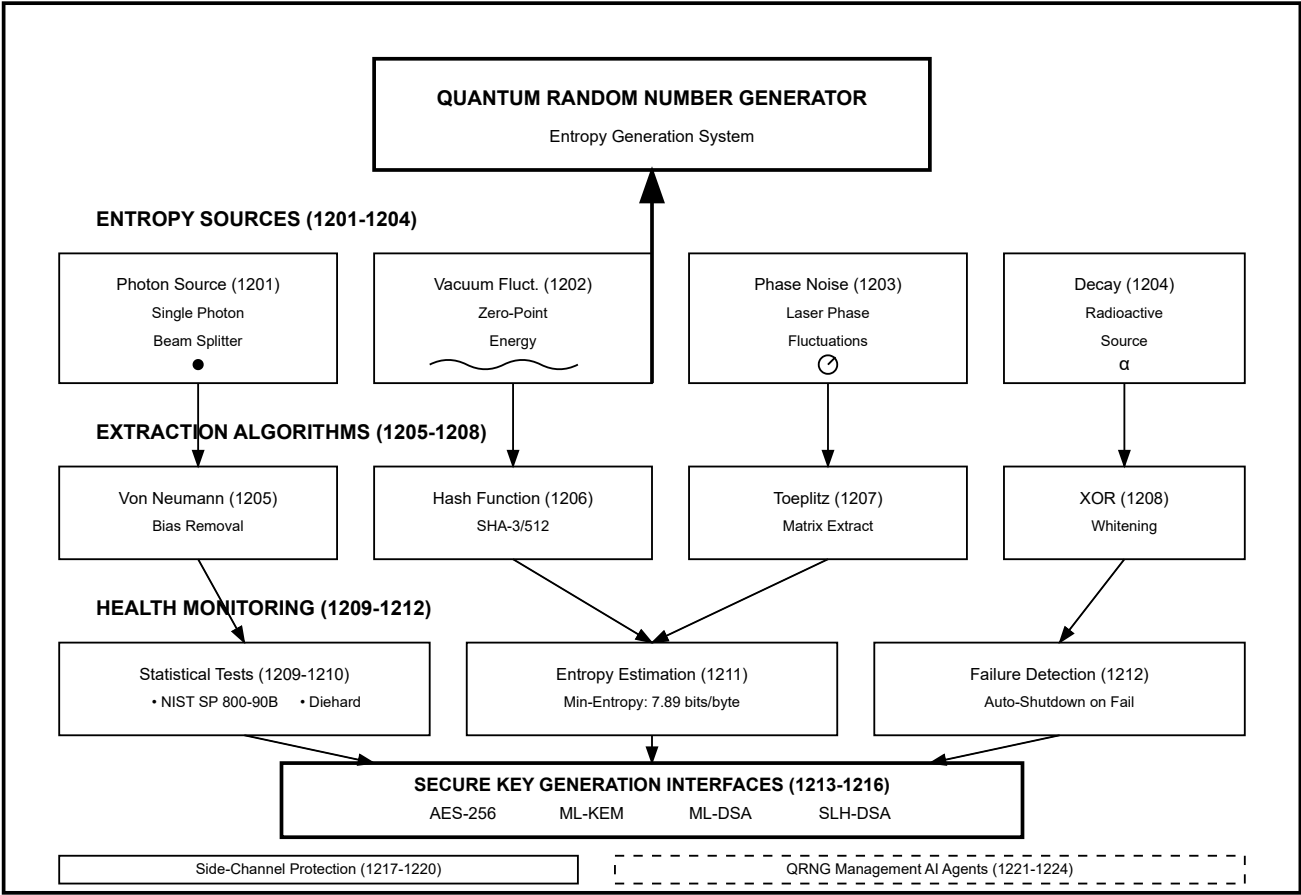 QUANTUM RANDOM NUMBER GENERATOR
Entropy Generation System
ENTROPY SOURCES (1201-1204)
Photon Source (1201)
Single Photon
Beam Splitter
Vacuum Fluct. (1202)
Zero-Point
Energy
Phase Noise (1203)
Laser Phase
Fluctuations
Decay (1204)
Radioactive
Source
α
EXTRACTION ALGORITHMS (1205-1208)
Von Neumann (1205)
Bias Removal
Hash Function (1206)
SHA-3/512
Toeplitz (1207)
Matrix Extract
XOR (1208)
Whitening
HEALTH MONITORING (1209-1212)
Statistical Tests (1209-1210)
• NIST SP 800-90B • Diehard
Entropy Estimation (1211)
Min-Entropy: 7.89 bits/byte
Failure Detection (1212)
Auto-Shutdown on Fail
SECURE KEY GENERATION INTERFACES (1213-1216)
AES-256 ML-KEM ML-DSA SLH-DSA
Side-Channel Protection (1217-1220)
QRNG Management AI Agents (1221-1224)